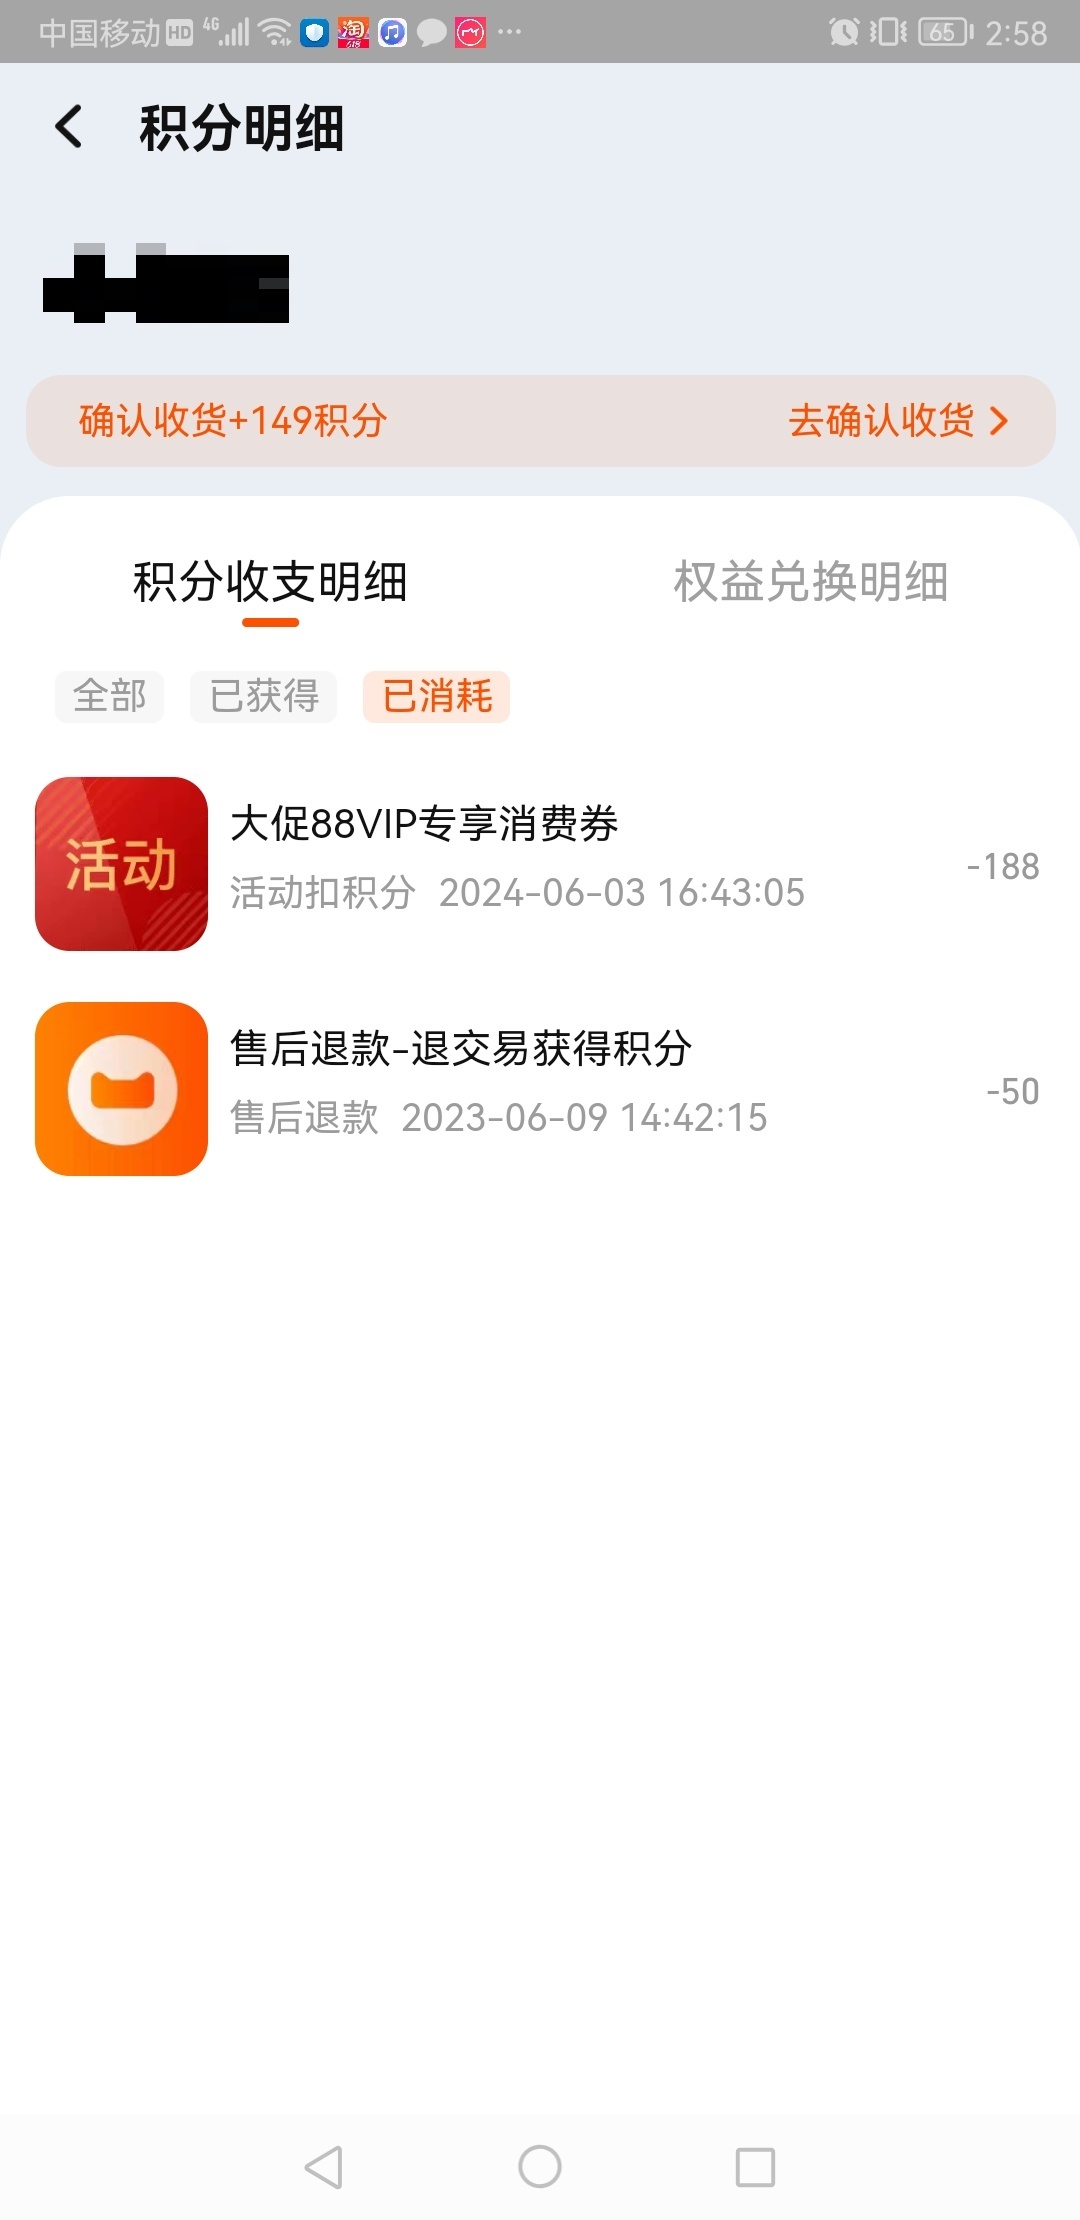 中国移动 HD 4G 65 2:58
积分明细
确认收货+149积分 去确认收货
积分收支明细 权益兑换明细
全部 已获得 已消耗
活动
大促88VIP专享消费券
活动扣积分 2024-06-03 16:43:05
-188
售后退款-退交易获得积分
售后退款 2023-06-09 14:42:15
-50